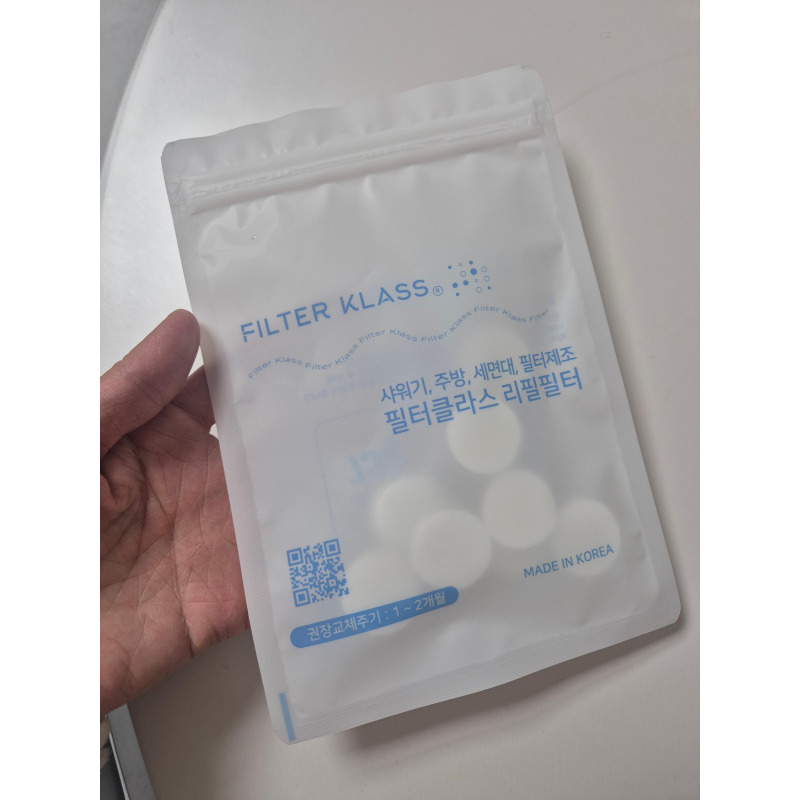 FILTER KLASS®
Filter Klass Filter Klass Filter Klass Filter Klass Filter Klass Filter
샤워기, 주방, 세면대, 필터제조
필터클라스 리필필터
MADE IN KOREA
권장교체주기 : 1 ~ 2개월